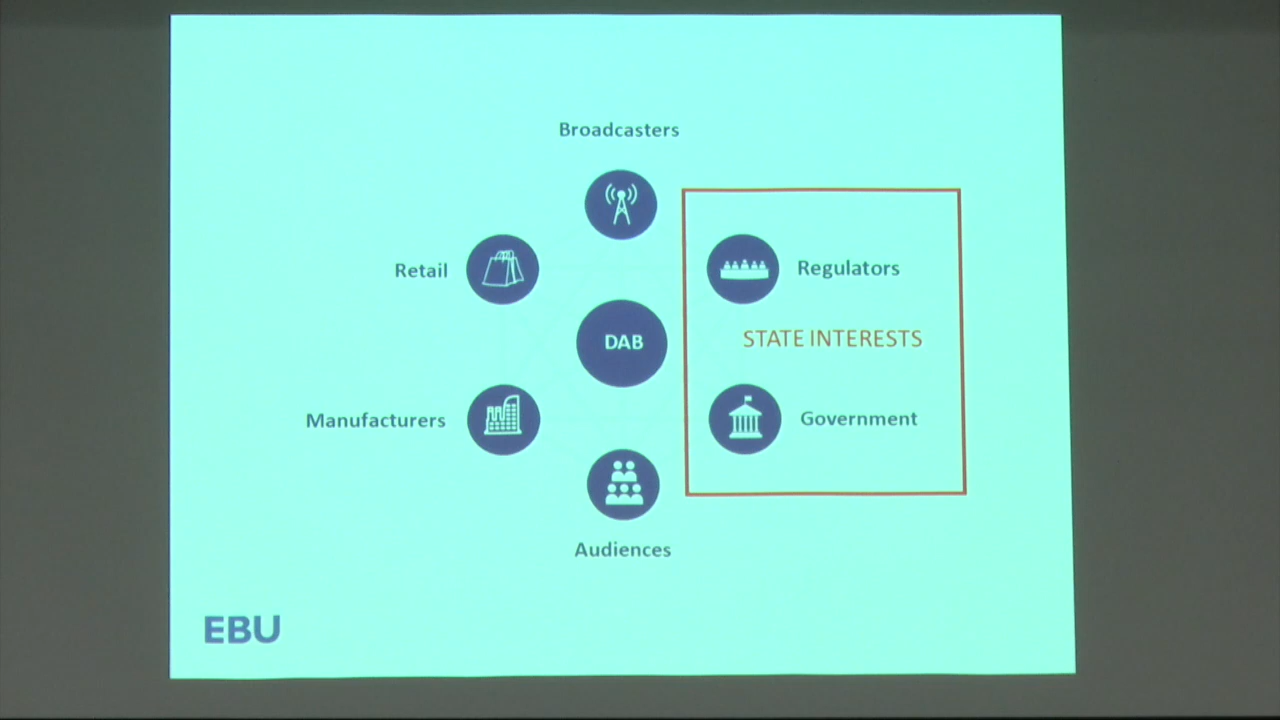 Broadcasters
Retail
Regulators
DAB
STATE INTERESTS
Manufacturers
Government
Audiences
EBU